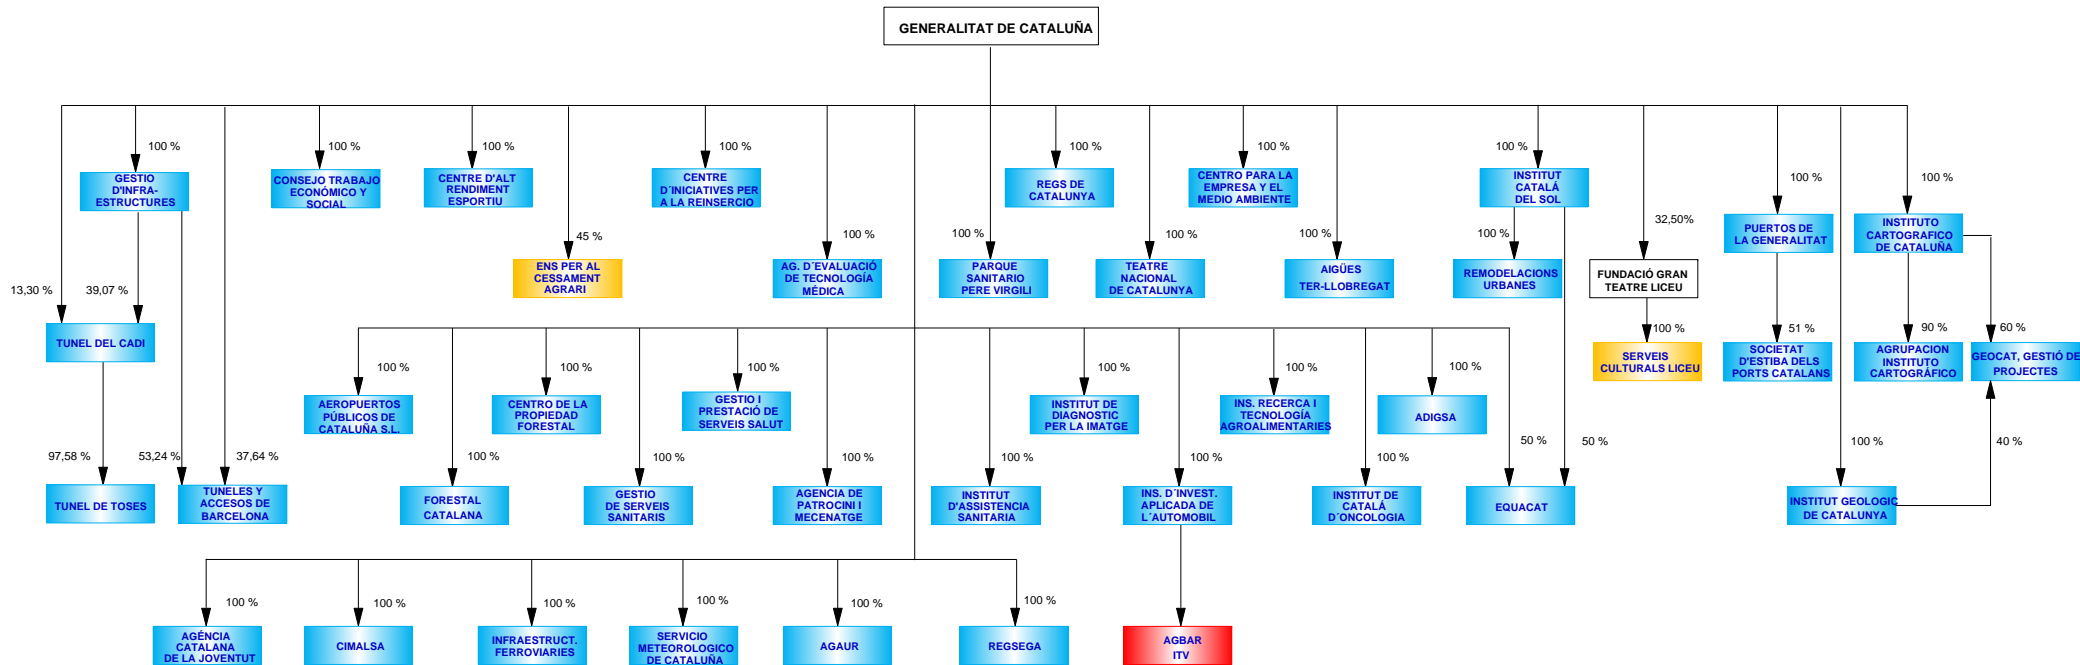 GENERALITAT DE CATALUÑA
100 %
100 %
100 %
100 %
100 %
100 %
100 %
GESTIO
D'INFRA-
ESTRUCTURES
CONSEJO TRABAJO
ECONÓMICO Y
SOCIAL
CENTRE D'ALT
RENDIMENT
ESPORTIU
CENTRE
D´INICIATIVES PER
A LA REINSERCIO
REGS DE
CATALUNYA
CENTRO PARA LA
EMPRESA Y EL
MEDIO AMBIENTE
INSTITUT
CATALÁ
DEL SOL
100 %
100 %
32,50%
PUERTOS DE
LA GENERALITAT
INSTITUTO
CARTOGRAFICO
DE CATALUÑA
45 %
100 %
100 %
100 %
100 %
100 %
ENS PER AL
CESSAMENT
AGRARI
AG. D´EVALUACIÓ
DE TECNOLOGÍA
MÉDICA
PARQUE
SANITARIO
PERE VIRGILI
TEATRE
NACIONAL
DE CATALUNYA
AIGÜES
TER-LLOBREGAT
REMODELACIONS
URBANES
FUNDACIÓ GRAN
TEATRE LICEU
13,30 %
39,07 %
TUNEL DEL CADI
100 %
51 %
90 %
60 %
SERVEIS
CULTURALS LICEU
SOCIETAT
D'ESTIBA DELS
PORTS CATALANS
AGRUPACION
INSTITUTO
CARTOGRÁFICO
GEOCAT, GESTIÓ DE
PROJECTES
100 %
100 %
100 %
100 %
100 %
100 %
AEROPUERTOS
PÚBLICOS DE
CATALUÑA S.L.
CENTRO DE LA
PROPIEDAD
FORESTAL
GESTIO I
PRESTACIÓ DE
SERVEIS SALUT
INSTITUT DE
DIAGNOSTIC
PER LA IMATGE
INS. RECERCA I
TECNOLOGÍA
AGROALIMENTARIES
ADIGSA
97,58 %
53,24 %
37,64 %
100 %
100 %
100 %
100 %
100 %
100 %
50 %
50 %
100 %
40 %
TUNEL DE TOSES
TUNELES Y
ACCESOS DE
BARCELONA
FORESTAL
CATALANA
GESTIO
DE SERVEIS
SANITARIS
AGENCIA DE
PATROCINI I
MECENATGE
INSTITUT
D'ASSISTENCIA
SANITARIA
INS. D´INVEST.
APLICADA DE
L´AUTOMOBIL
INSTITUT DE
CATALÁ
D´ONCOLOGIA
EQUACAT
INSTITUT GEOLOGIC
DE CATALUNYA
100 %
100 %
100 %
100 %
100 %
100 %
AGÉNCIA
CATALANA
DE LA JOVENTUT
CIMALSA
INFRAESTRUCT.
FERROVIARIES
SERVICIO
METEOROLOGICO
DE CATALUÑA
AGAUR
REGSEGA
AGBAR
ITV